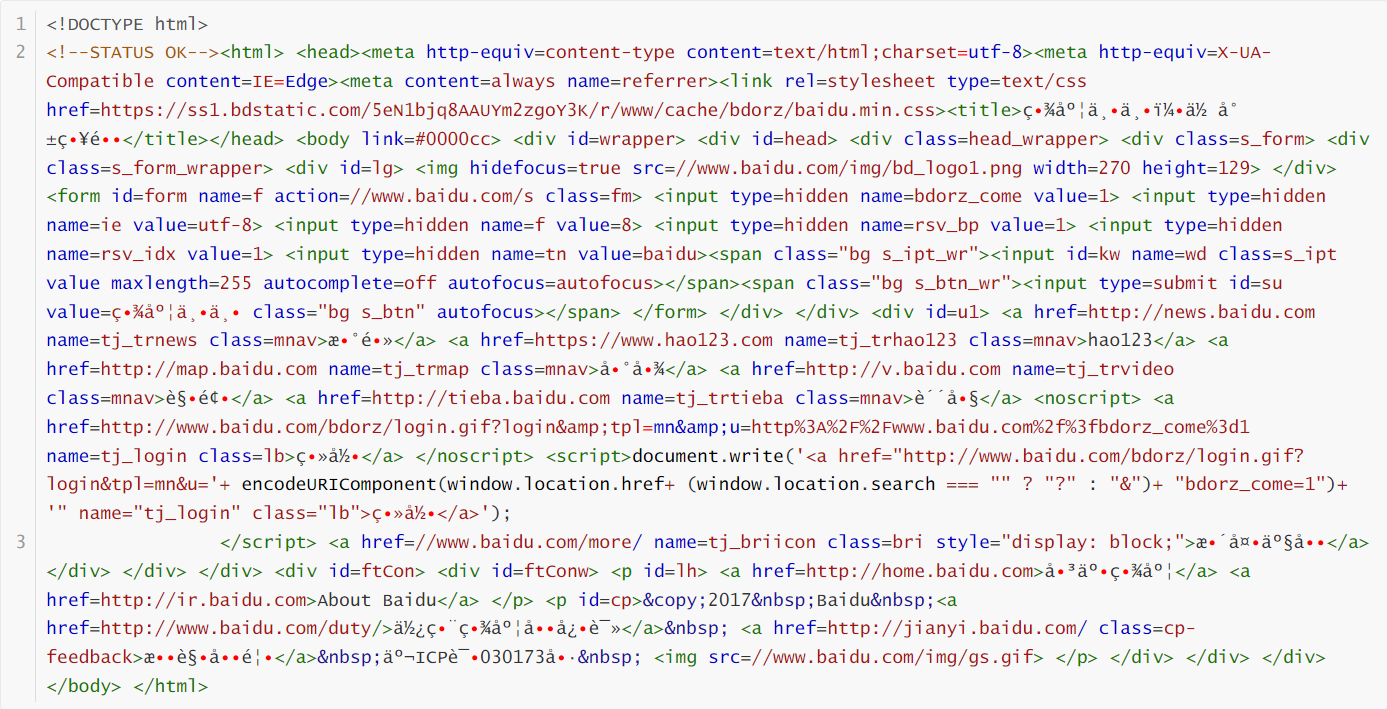 1 <!DOCTYPE html>
2 <!--STATUS OK--><html> <head><meta http-equiv=content-type content=text/html;charset=utf-8><meta http-equiv=X-UA-
Compatible content=IE=Edge><meta content=always name=referrer><link rel=stylesheet type=text/css
href=https://ss1.bdstatic.com/5eN1bjq8AAUYm2zgoY3K/r/www/cache/bdorz/baidu.min.css><title>ç•¾åº¦ä¸•ä¸•ï¼•ä½ å°
±ç•¥é••</title></head> <body link=#0000cc> <div id=wrapper> <div id=head> <div class=head_wrapper> <div class=s_form> <div
class=s_form_wrapper> <div id=lg> <img hidefocus=true src=//www.baidu.com/img/bd_logo1.png width=270 height=129> </div>
<form id=form name=f action=//www.baidu.com/s class=fm> <input type=hidden name=bdorz_come value=1> <input type=hidden
name=ie value=utf-8> <input type=hidden name=f value=8> <input type=hidden name=rsv_bp value=1> <input type=hidden
name=rsv_idx value=1> <input type=hidden name=tn value=baidu><span class="bg s_ipt_wr"><input id=kw name=wd class=s_ipt
value maxlength=255 autocomplete=off autofocus=autofocus></span><span class="bg s_btn_wr"><input type=submit id=su
value=ç•¾åº¦ä¸•ä¸• class="bg s_btn" autofocus></span> </form> </div> </div> <div id=u1> <a href=http://news.baidu.com
name=tj_trnews class=mnav>æ•°é•»</a> <a href=https://www.hao123.com name=tj_trhao123 class=mnav>hao123</a> <a
href=http://map.baidu.com name=tj_trmap class=mnav>å•°å•¾</a> <a href=http://v.baidu.com name=tj_trvideo
class=mnav>è§•é¢•</a> <a href=http://tieba.baidu.com name=tj_trtieba class=mnav>è´´å•§</a> <noscript> <a
href=http://www.baidu.com/bdorz/login.gif?login&amp;tpl=mn&amp;u=http%3A%2F%2Fwww.baidu.com%2f%3fbdorz_come%3d1
name=tj_login class=lb>ç•»å½•</a> </noscript> <script>document.write('<a href="http://www.baidu.com/bdorz/login.gif?
login&tpl=mn&u='+ encodeURIComponent(window.location.href+ (window.location.search === "" ? "?" : "&")+ "bdorz_come=1")+
'" name="tj_login" class="lb">ç•»å½•</a>');
3 </script> <a href=//www.baidu.com/more/ name=tj_briicon class=bri style="display: block;">æ•´å¤•äº§å••</a>
</div> </div> </div> <div id=ftCon> <div id=ftConw> <p id=lh> <a href=http://home.baidu.com>å•³äº•ç•¾åº¦</a> <a
href=http://ir.baidu.com>About Baidu</a> </p> <p id=cp>&copy;2017&nbsp;Baidu&nbsp;<a
href=http://www.baidu.com/duty/>ä½¿ç•¨ç•¾åº¦å••å¿•è¯»</a>&nbsp; <a href=http://jianyi.baidu.com/ class=cp-
feedback>æ••è§•å••é¦•</a>&nbsp;äº¬ICPè¯•030173å•·&nbsp; <img src=//www.baidu.com/img/gs.gif> </p> </div> </div> </div>
</body> </html>